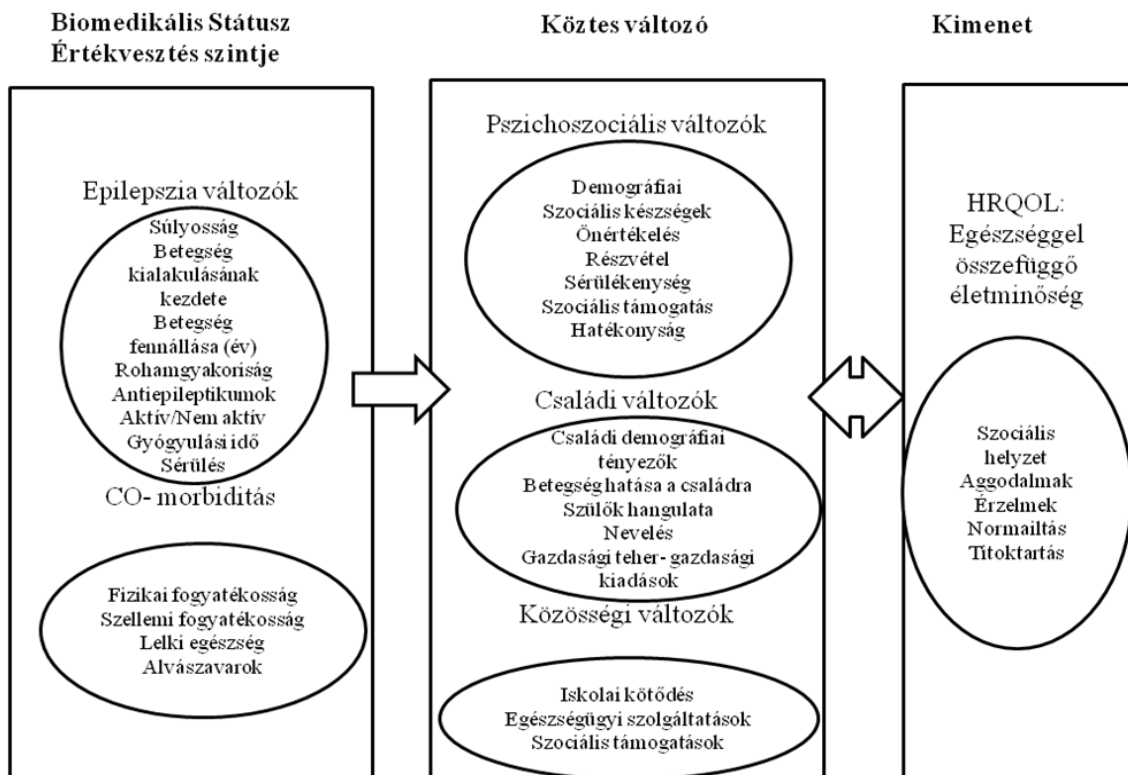 Biomedikális Státusz
Értékvesztés szintje
Epilepszia változók
Súlyosság
Betegség
kialakulásának
kezdete
Betegség
fennállása (év)
Rohamgyakoriság
Antiepileptikumok
Aktív/Nem aktív
Gyógyulási idő
Sérülés
CO- morbiditás
Fizikai fogyatékosság
Szellemi fogyatékosság
Lelki egészség
Alvászavarok
Köztes változó
Pszichoszociális változók
Demográfiai
Szociális készségek
Önértékelés
Részvétel
Sérülékenység
Szociális támogatás
Hatékonyság
Családi változók
Családi demográfiai
tényezők
Betegség hatása a családra
Szülők hangulata
Nevelés
Gazdasági teher- gazdasági
kiadások
Közösségi változók
Iskolai kötődés
Egészségügyi szolgáltatások
Szociális támogatások
Kimenet
HRQOL:
Egészséggel
összefüggő
életminőség
Szociális
helyzet
Aggodalmak
Érzelmek
Normailtás
Titoktartás